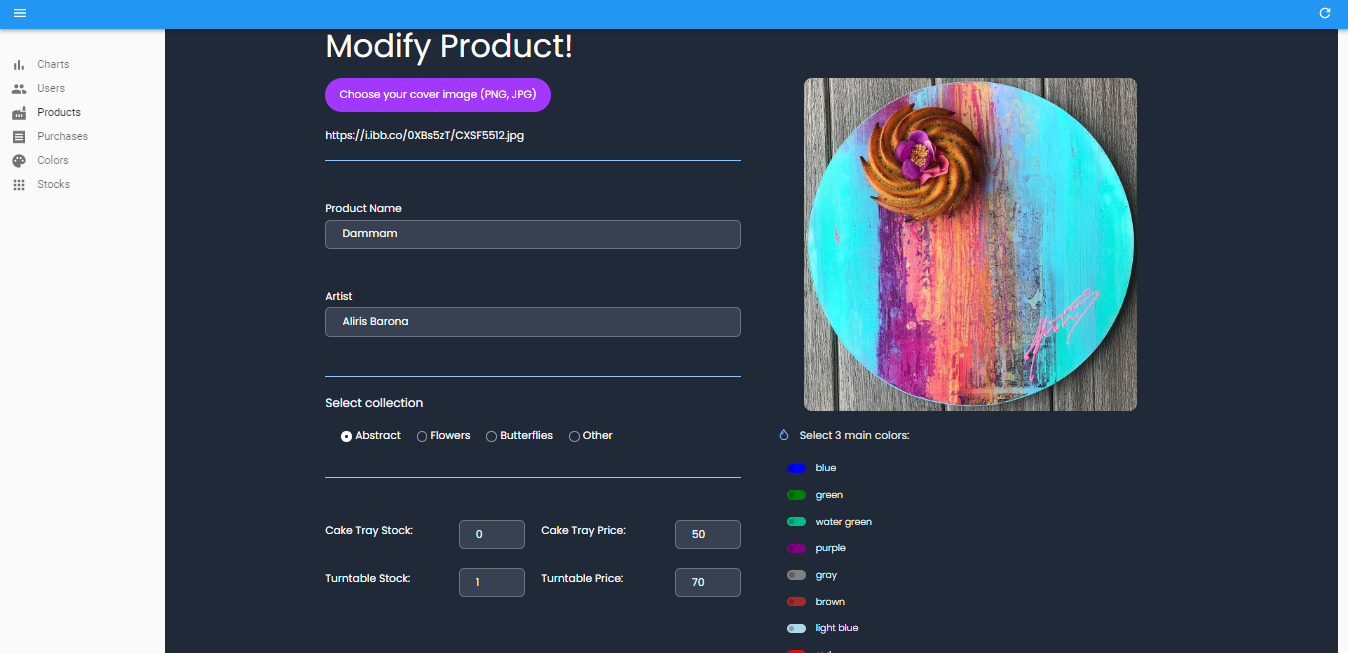 Charts
Users
Products
Purchases
Colors
Stocks
Modify Product!
Choose your cover image (PNG, JPG)
https://i.ibb.co/0XBs5zT/CXSF5512.jpg
Product Name
Dammam
Artist
Aliris Barona
Select collection
Abstract Flowers Butterflies Other
Cake Tray Stock: 0 Cake Tray Price: 50
Turntable Stock: 1 Turntable Price: 70
Select 3 main colors:
blue
green
water green
purple
gray
brown
light blue